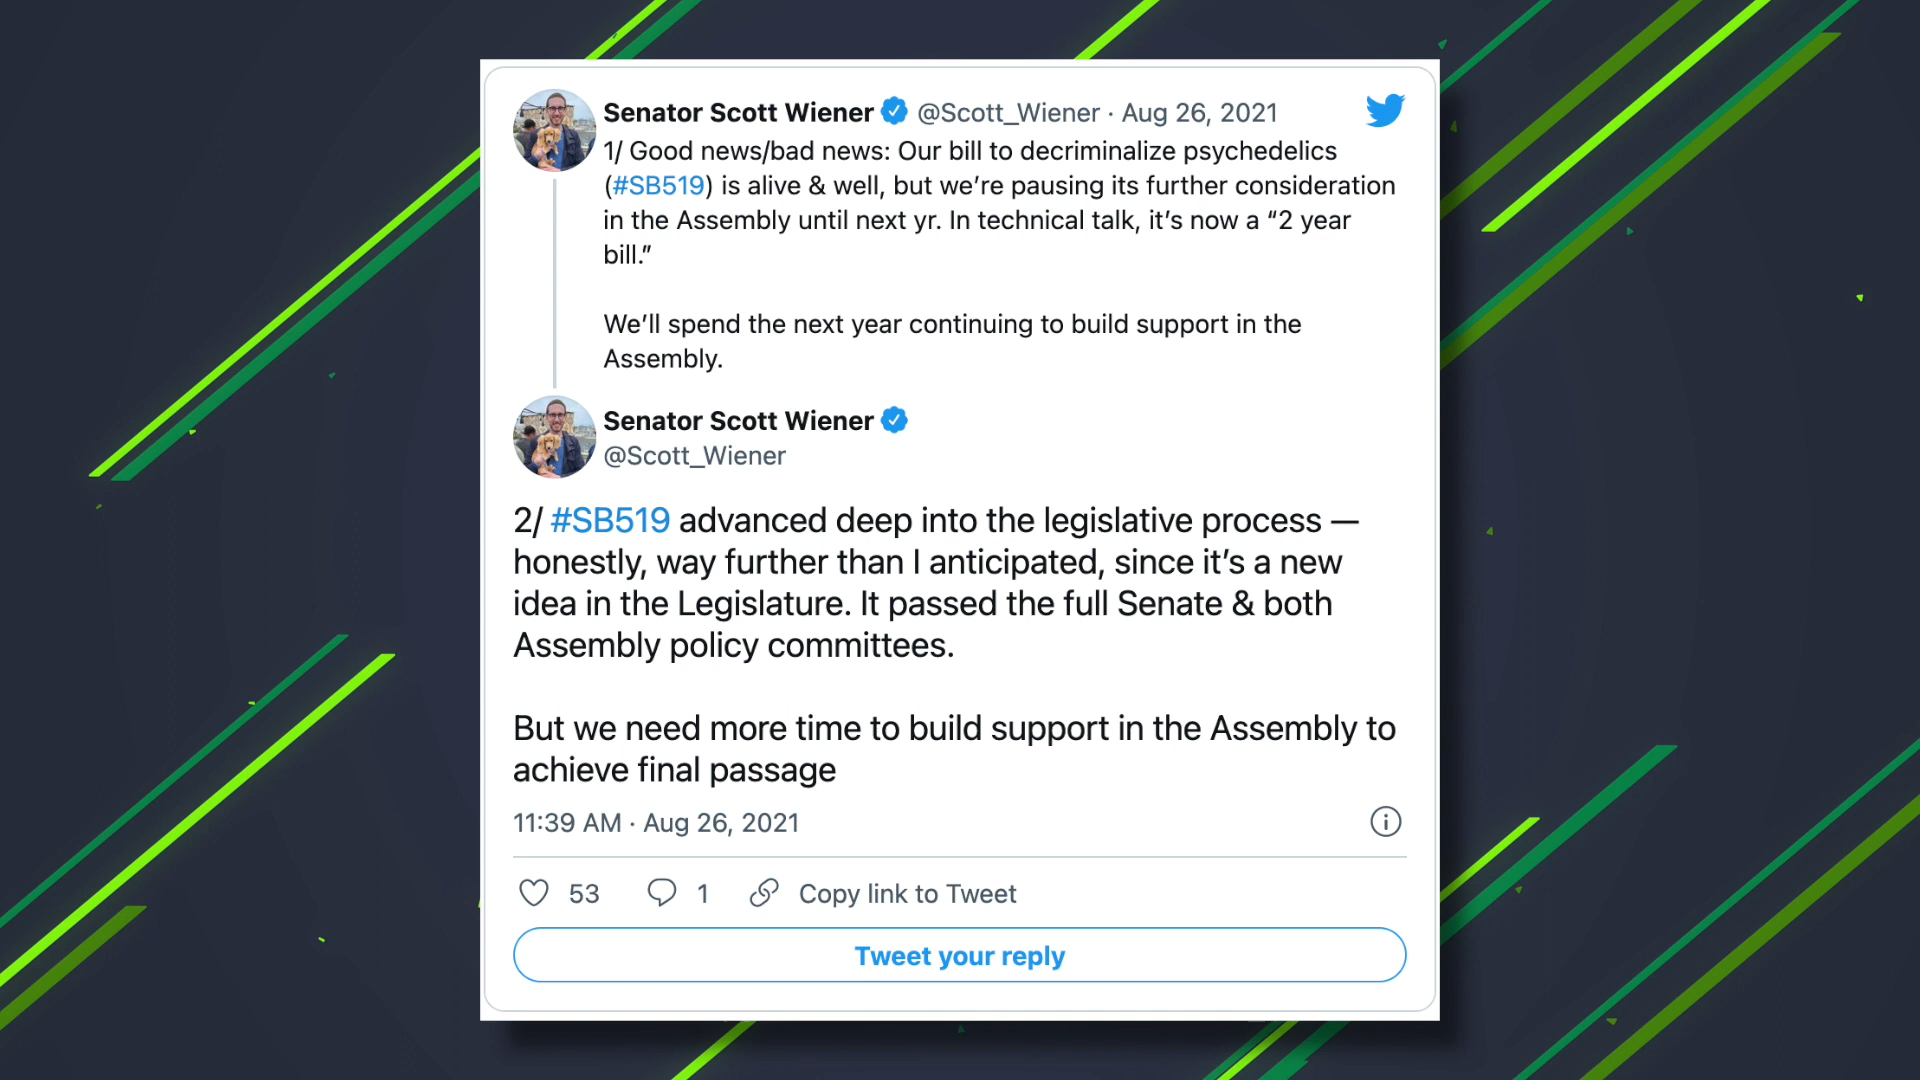 Senator Scott Wiener @Scott_Wiener · Aug 26, 2021
1/ Good news/bad news: Our bill to decriminalize psychedelics
(#SB519) is alive & well, but we’re pausing its further consideration
in the Assembly until next yr. In technical talk, it’s now a “2 year
bill.”
We’ll spend the next year continuing to build support in the
Assembly.
Senator Scott Wiener
@Scott_Wiener
2/ #SB519 advanced deep into the legislative process —
honestly, way further than I anticipated, since it’s a new
idea in the Legislature. It passed the full Senate & both
Assembly policy committees.
But we need more time to build support in the Assembly to
achieve final passage
11:39 AM · Aug 26, 2021
53 1 Copy link to Tweet
Tweet your reply